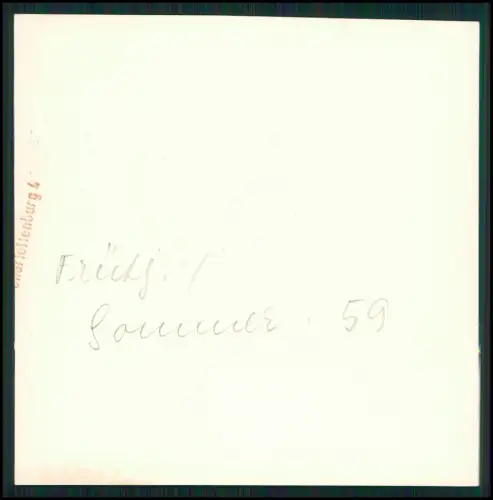 Charlottenburg 4
Frühj. /
Sommer . 59